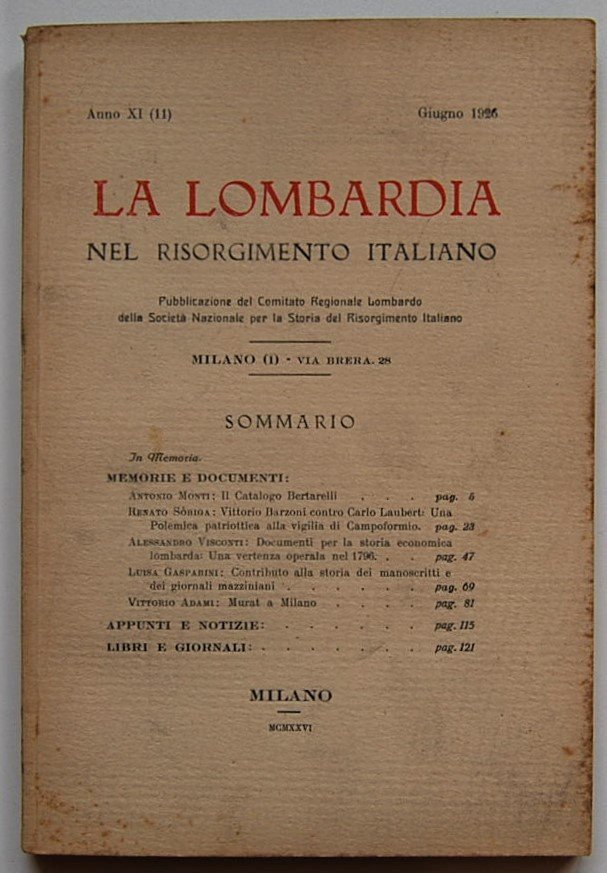 Anno XI (11) Giugno 1926
LA LOMBARDIA
NEL RISORGIMENTO ITALIANO
Pubblicazione del Comitato Regionale Lombardo
della Società Nazionale per la Storia del Risorgimento Italiano
MILANO (1) - VIA BRERA. 28
SOMMARIO
In Memoria.
MEMORIE E DOCUMENTI:
ANTONIO MONTI: Il Catalogo Bertarelli . . . pag. 5
RENATO SÒRIGA: Vittorio Barzoni contro Carlo Laubert: Una
Polemica patriottica alla vigilia di Campoformio. pag. 23
ALESSANDRO VISCONTI: Documenti per la storia economica
lombarda: Una vertenza operaia nel 1796. . . pag. 47
LUISA GASPARINI: Contributo alla storia dei manoscritti e
dei giornali mazziniani . . . . . pag. 69
VITTORIO ADAMI: Murat a Milano . . . . pag. 81
APPUNTI E NOTIZIE: . . . . . . pag. 115
LIBRI E GIORNALI: . . . . . . . pag. 121
MILANO
MCMXXVI